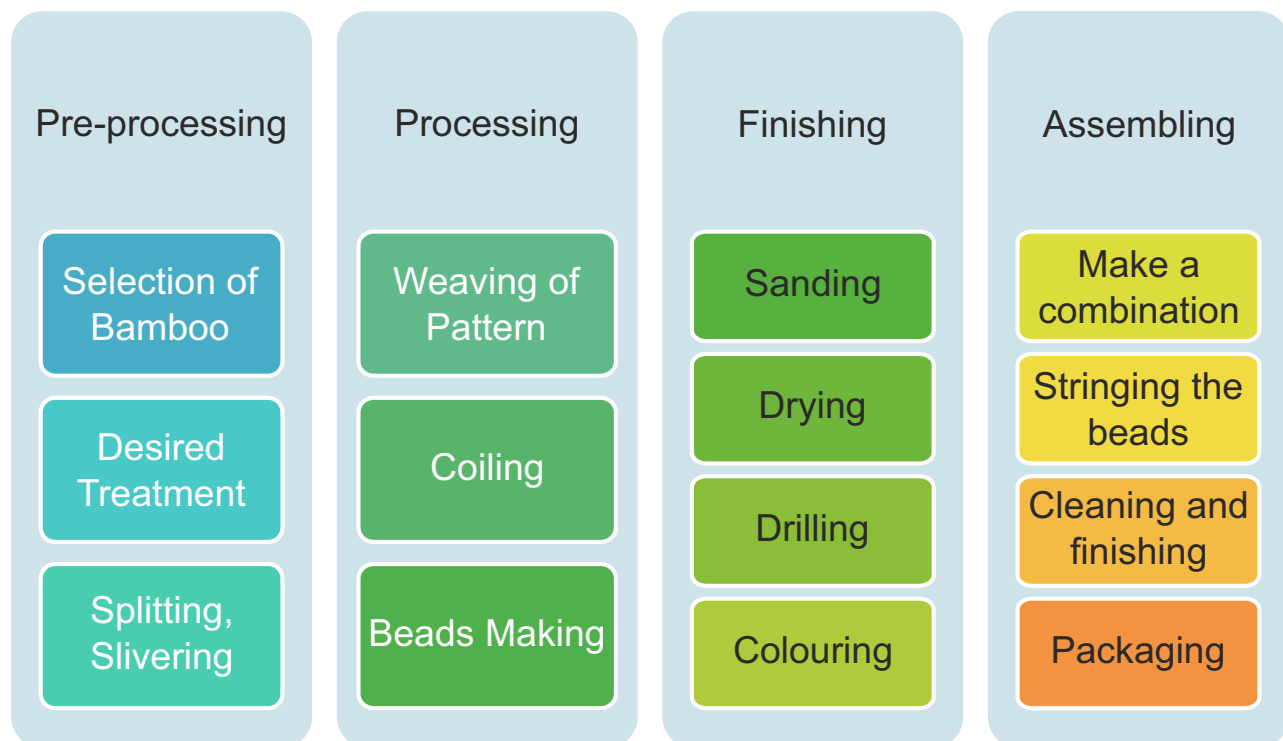 Pre-processing
Selection of
Bamboo
Desired
Treatment
Splitting,
Slivering
Processing
Weaving of
Pattern
Coiling
Beads Making
Finishing
Sanding
Drying
Drilling
Colouring
Assembling
Make a
combination
Stringing the
beads
Cleaning and
finishing
Packaging